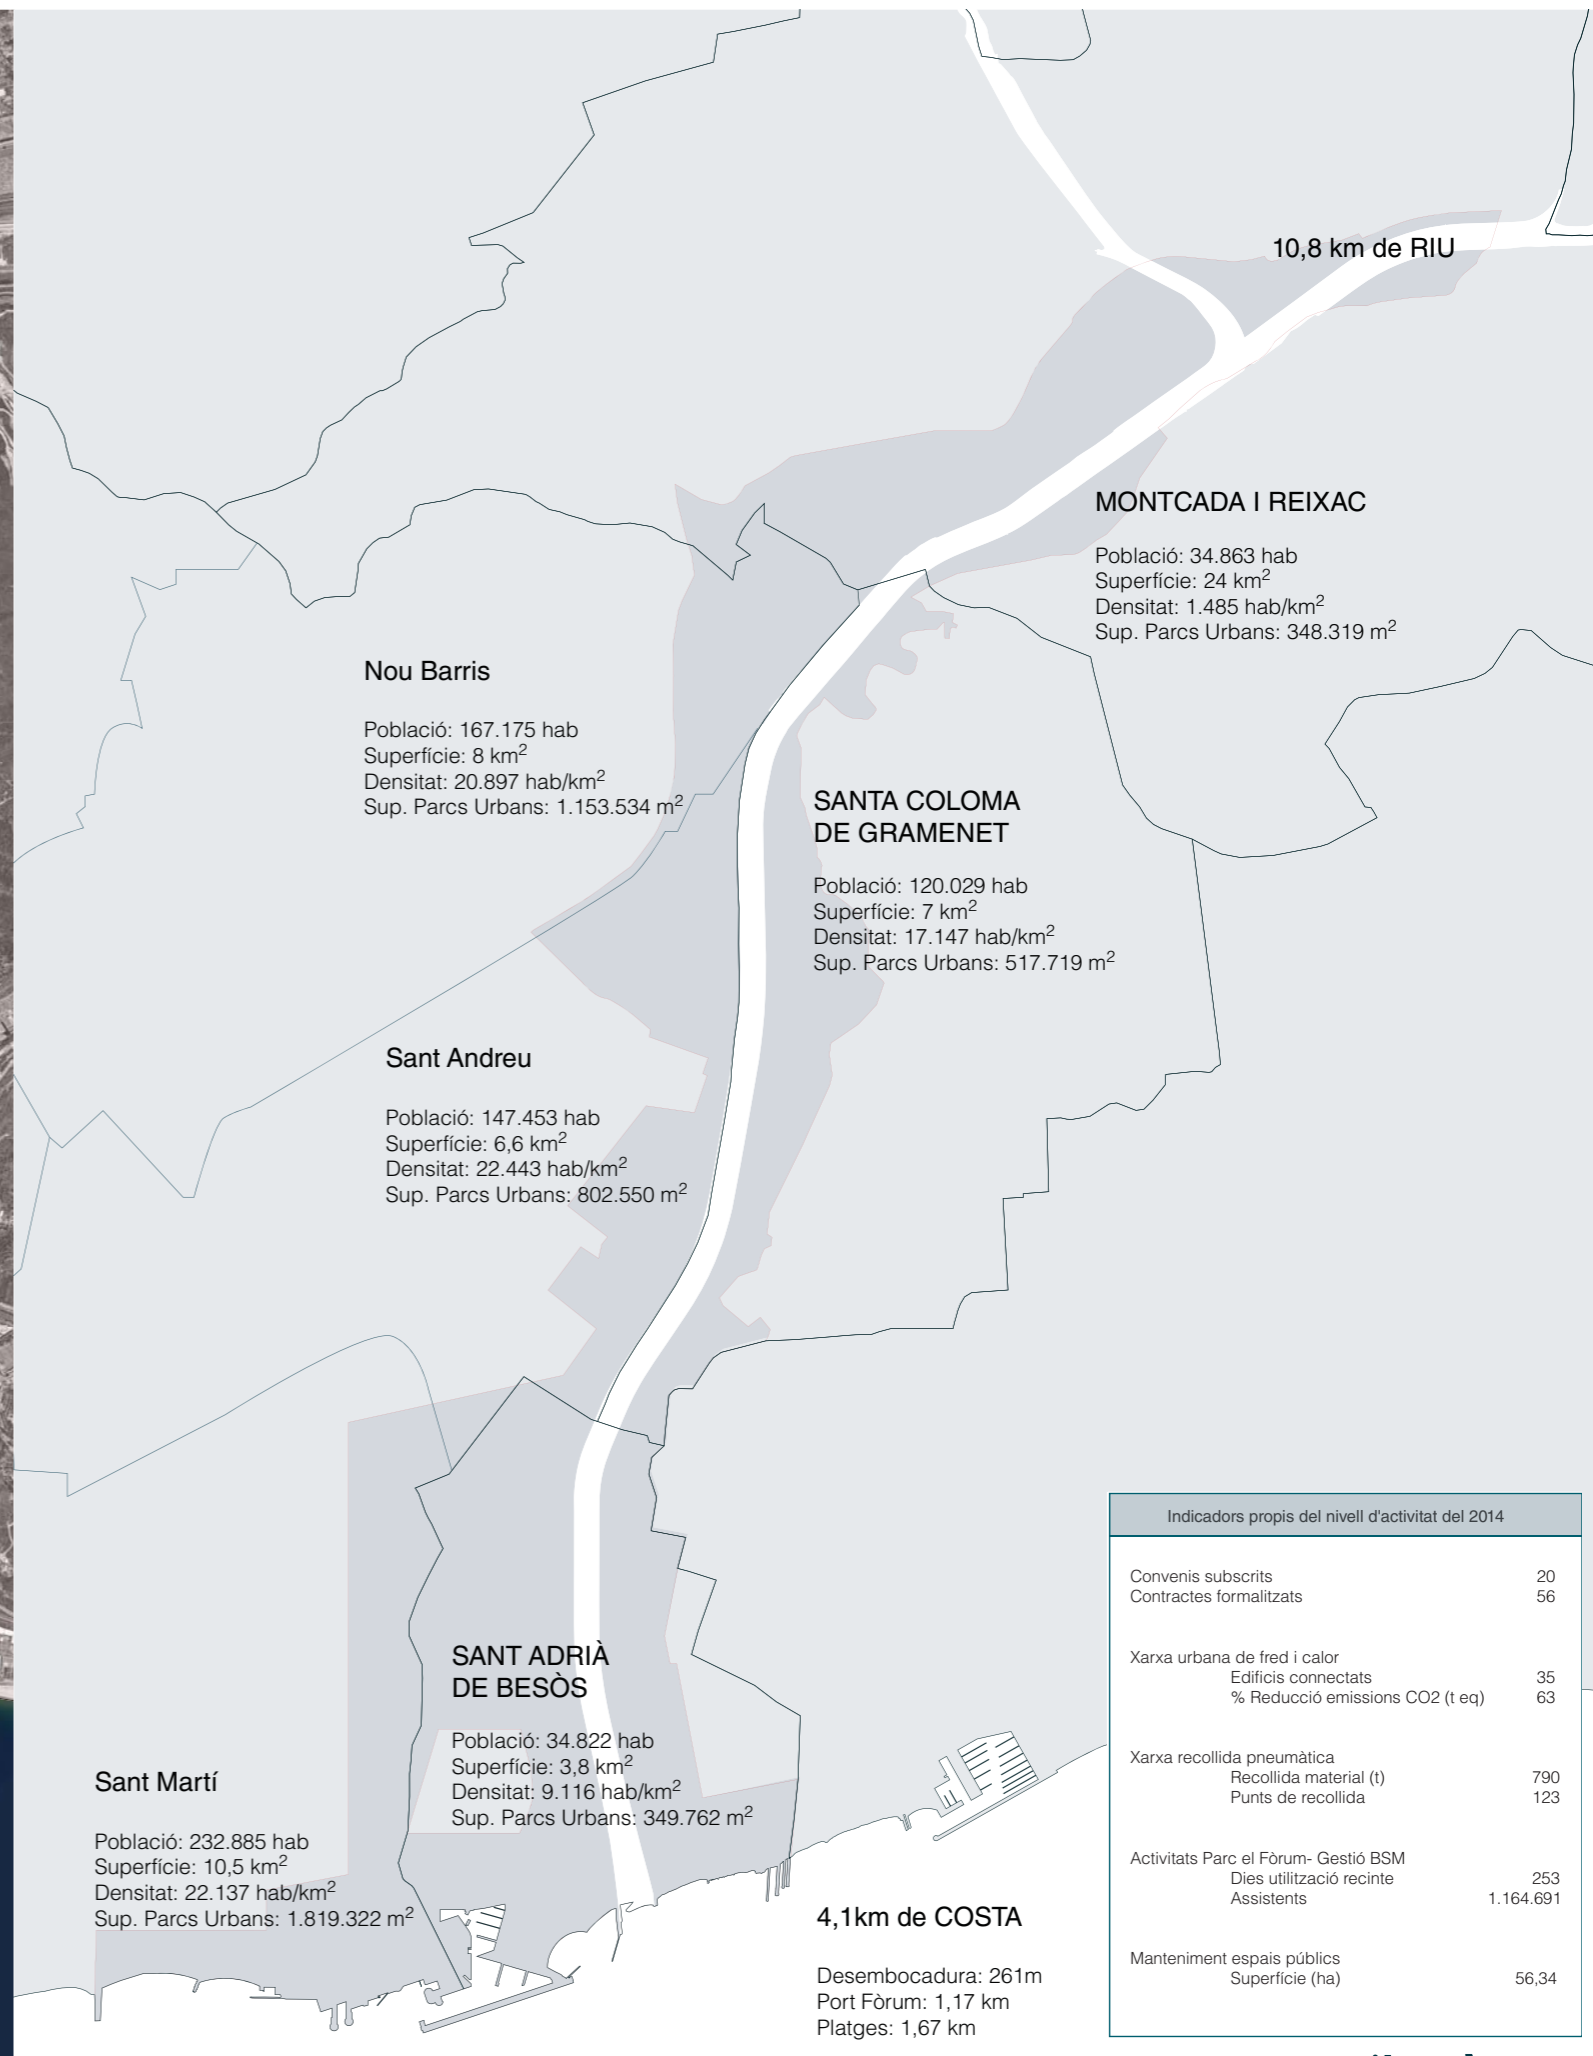 10,8 km de RIU
MONTCADA I REIXAC
Població: 34.863 hab
Superfície: 24 km²
Densitat: 1.485 hab/km²
Sup. Parcs Urbans: 348.319 m²
Nou Barris
Població: 167.175 hab
Superfície: 8 km²
Densitat: 20.897 hab/km²
Sup. Parcs Urbans: 1.153.534 m²
SANTA COLOMA
DE GRAMENET
Població: 120.029 hab
Superfície: 7 km²
Densitat: 17.147 hab/km²
Sup. Parcs Urbans: 517.719 m²
Sant Andreu
Població: 147.453 hab
Superfície: 6,6 km²
Densitat: 22.443 hab/km²
Sup. Parcs Urbans: 802.550 m²
SANT ADRIÀ
DE BESÒS
Població: 34.822 hab
Superfície: 3,8 km²
Densitat: 9.116 hab/km²
Sup. Parcs Urbans: 349.762 m²
Sant Martí
Població: 232.885 hab
Superfície: 10,5 km²
Densitat: 22.137 hab/km²
Sup. Parcs Urbans: 1.819.322 m²
4,1km de COSTA
Desembocadura: 261m
Port Fòrum: 1,17 km
Platges: 1,67 km
Indicadors propis del nivell d'activitat del 2014
Convenis subscrits 20
Contractes formalitzats 56
Xarxa urbana de fred i calor
Edificis connectats 35
% Reducció emissions CO2 (t eq) 63
Xarxa recollida pneumàtica
Recollida material (t) 790
Punts de recollida 123
Activitats Parc el Fòrum- Gestió BSM
Dies utilització recinte 253
Assistents 1.164.691
Manteniment espais públics
Superfície (ha) 56,34